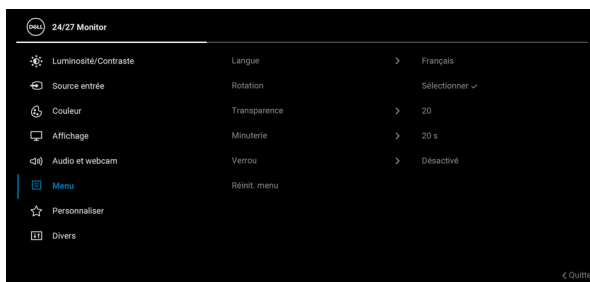 DELL 24/27 Monitor
Luminosité/Contraste Langue > Français
Source entrée Rotation Sélectionner ✓
Couleur Transparence > 20
Affichage Minuterie > 20 s
Audio et webcam Verrou > Désactivé
Menu Réinit. menu
Personnaliser
Divers
< Quitte